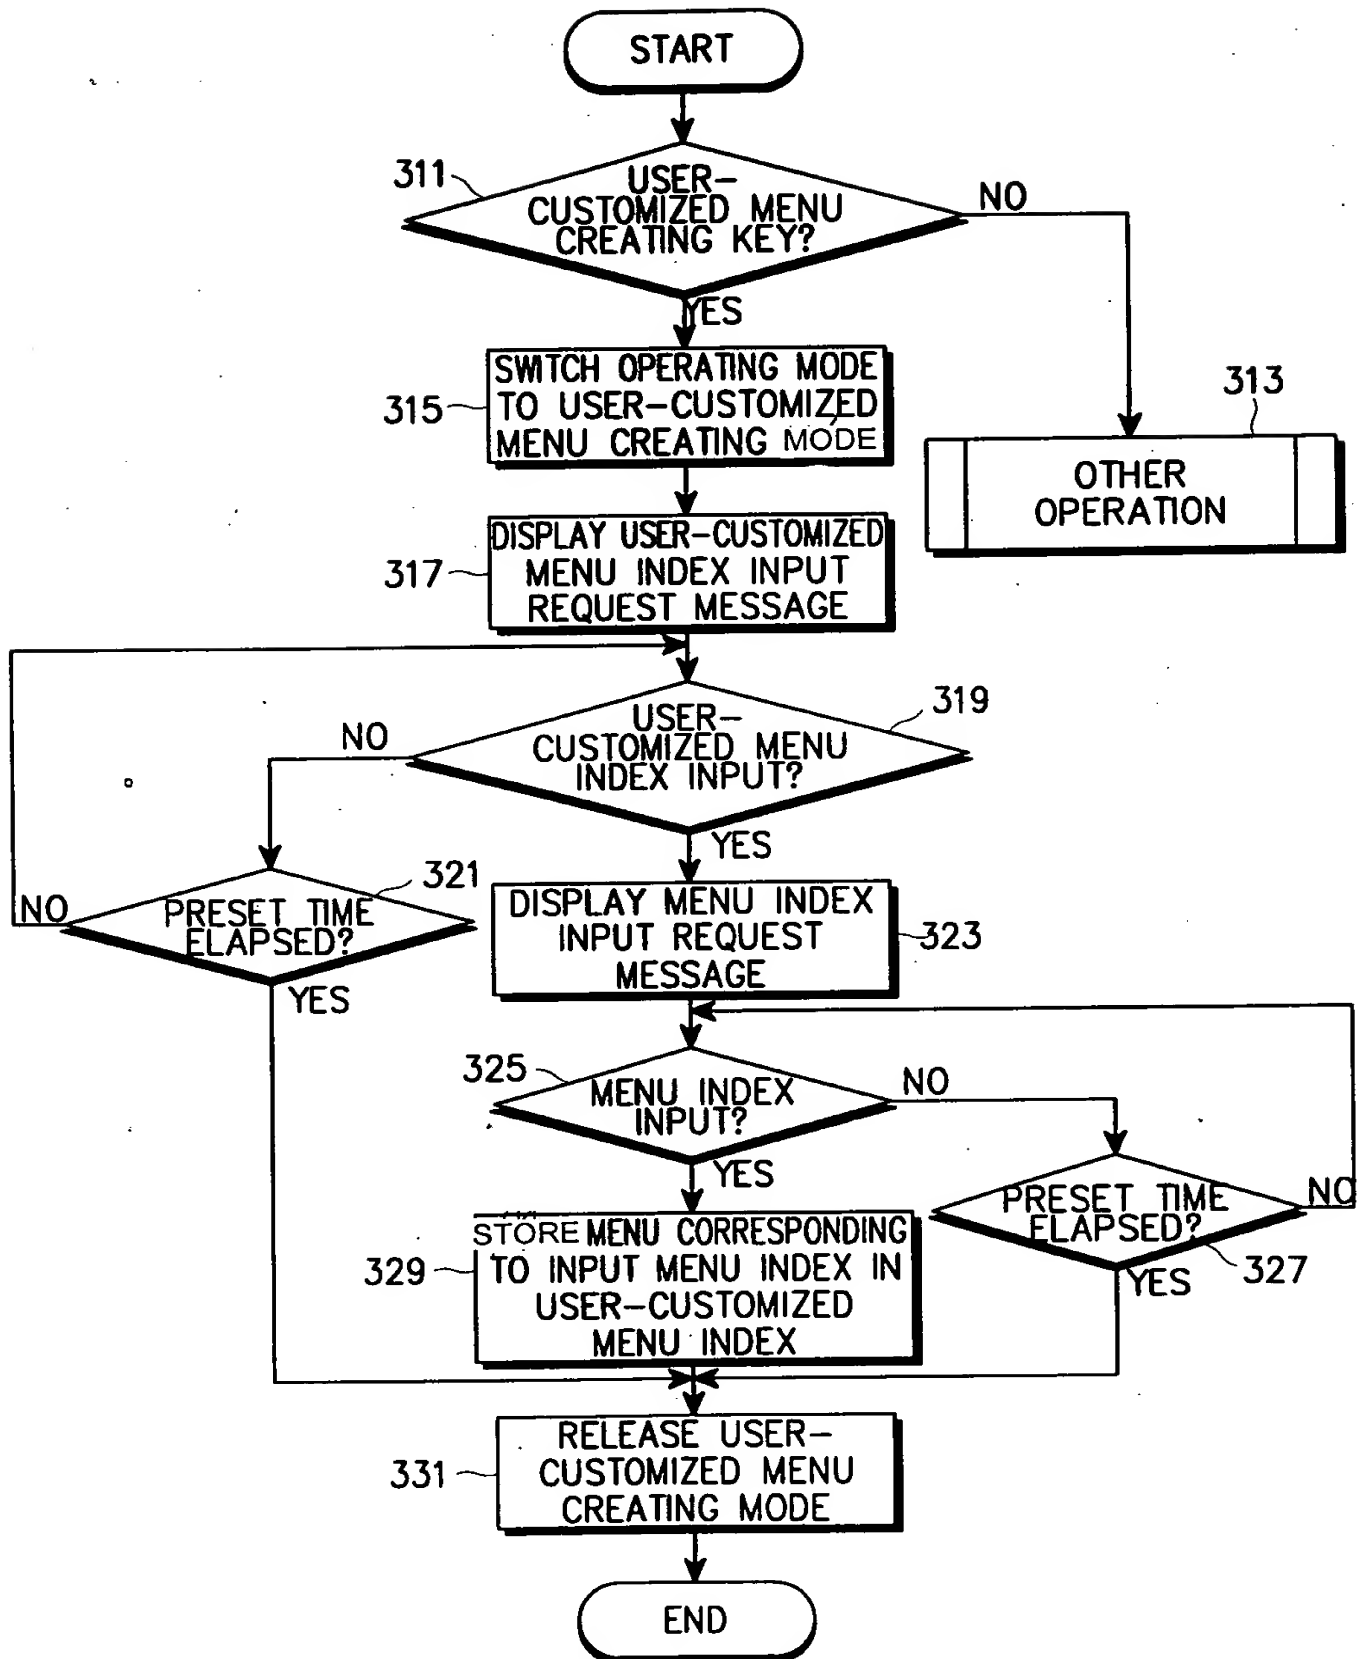 START
311
USER-
CUSTOMIZED MENU
CREATING KEY?
NO
YES
313
OTHER
OPERATION
315
SWITCH OPERATING MODE
TO USER-CUSTOMIZED
MENU CREATING MODE
317
DISPLAY USER-CUSTOMIZED
MENU INDEX INPUT
REQUEST MESSAGE
319
USER-
CUSTOMIZED MENU
INDEX INPUT?
NO
YES
321
PRESET TIME
ELAPSED?
NO
YES
DISPLAY MENU INDEX
INPUT REQUEST
MESSAGE
323
325
MENU INDEX
INPUT?
NO
YES
PRESET TIME
ELAPSED?
NO
327
YES
329
STORE MENU CORRESPONDING
TO INPUT MENU INDEX IN
USER-CUSTOMIZED
MENU INDEX
331
RELEASE USER-
CUSTOMIZED MENU
CREATING MODE
END